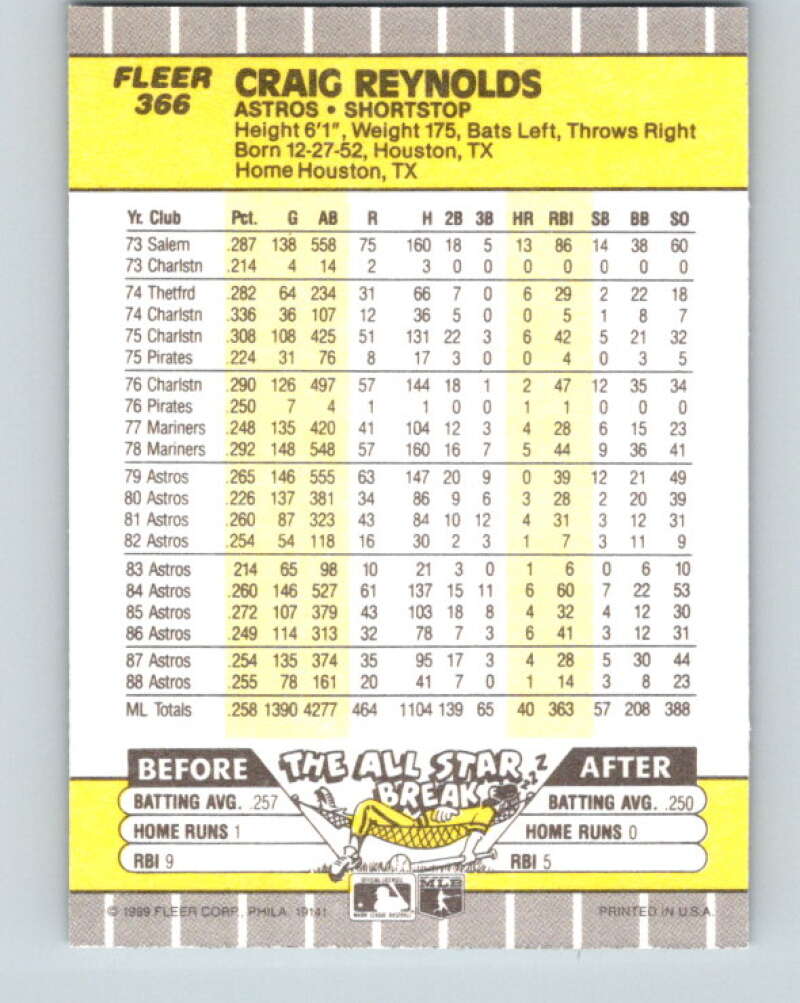 FLEER
366
CRAIG REYNOLDS
ASTROS • SHORTSTOP
Height 6'1", Weight 175, Bats Left, Throws Right
Born 12-27-52, Houston, TX
Home Houston, TX
Yr. Club Pct. G AB R H 2B 3B HR RBI SB BB SO
73 Salem .287 138 558 75 160 18 5 13 86 14 38 60
73 Charlstn .214 4 14 2 3 0 0 0 0 0 0 0
74 Thetfrd .282 64 234 31 66 7 0 6 29 2 22 18
74 Charlstn .336 36 107 12 36 5 0 0 5 1 8 7
75 Charlstn .308 108 425 51 131 22 3 6 42 5 21 32
75 Pirates .224 31 76 8 17 3 0 0 4 0 3 5
76 Charlstn .290 126 497 57 144 18 1 2 47 12 35 34
76 Pirates .250 7 4 1 1 0 0 1 1 0 0 0
77 Mariners .248 135 420 41 104 12 3 4 28 6 15 23
78 Mariners .292 148 548 57 160 16 7 5 44 9 36 41
79 Astros .265 146 555 63 147 20 9 0 39 12 21 49
80 Astros .226 137 381 34 86 9 6 3 28 2 20 39
81 Astros .260 87 323 43 84 10 12 4 31 3 12 31
82 Astros .254 54 118 16 30 2 3 1 7 3 11 9
83 Astros .214 65 98 10 21 3 0 1 6 0 6 10
84 Astros .260 146 527 61 137 15 11 6 60 7 22 53
85 Astros .272 107 379 43 103 18 8 4 32 4 12 30
86 Astros .249 114 313 32 78 7 3 6 41 3 12 31
87 Astros .254 135 374 35 95 17 3 4 28 5 30 44
88 Astros .255 78 161 20 41 7 0 1 14 3 8 23
ML Totals .258 1390 4277 464 1104 139 65 40 363 57 208 388
BEFORE THE ALL STAR BREAK ZZZ AFTER
BATTING AVG. .257 BATTING AVG. .250
HOME RUNS 1 HOME RUNS 0
RBI 9 RBI 5
MLB
© 1989 FLEER CORP., PHILA. 19141 PRINTED IN U.S.A.